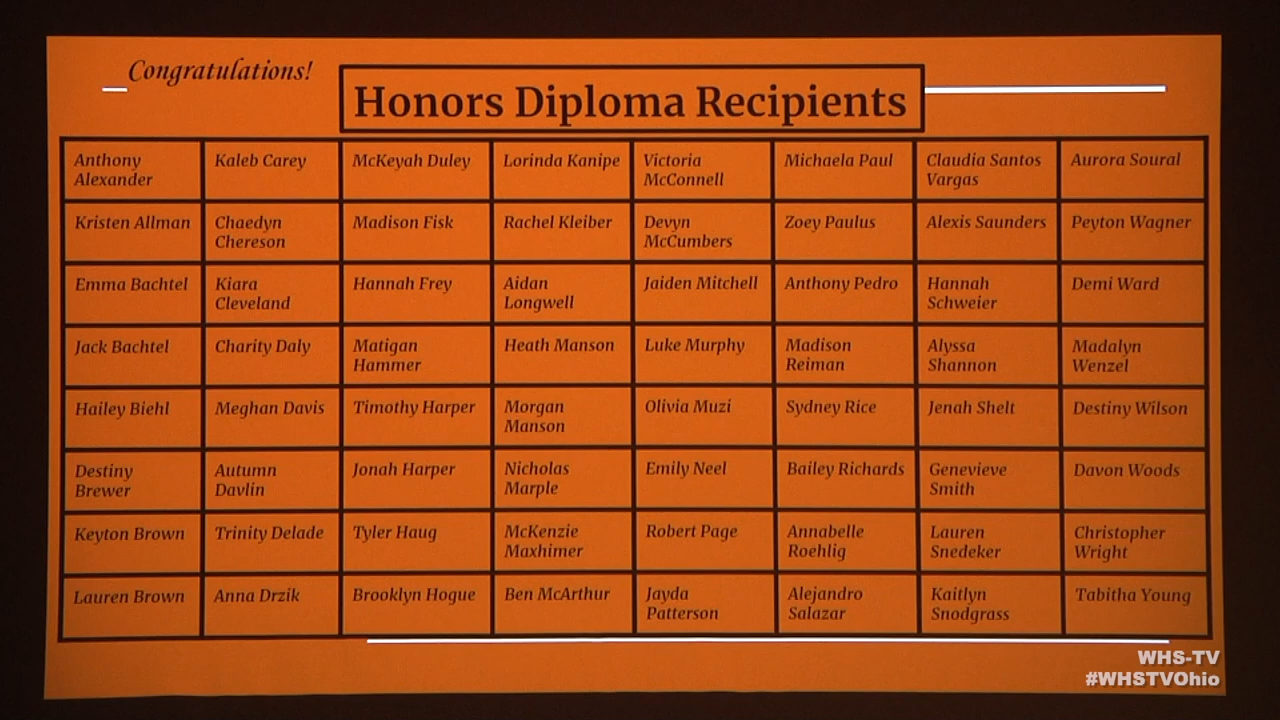 Congratulations!
Honors Diploma Recipients
Anthony
Alexander
Kaleb Carey
McKeyah Duley
Lorinda Kanipe
Victoria
McConnell
Michaela Paul
Claudia Santos
Vargas
Aurora Soural
Kristen Allman
Chaedyn
Chereson
Madison Fisk
Rachel Kleiber
Devyn
McCumbers
Zoey Paulus
Alexis Saunders
Peyton Wagner
Emma Bachtel
Kiara
Cleveland
Hannah Frey
Aidan
Longwell
Jaiden Mitchell
Anthony Pedro
Hannah
Schweier
Demi Ward
Jack Bachtel
Charity Daly
Matigan
Hammer
Heath Manson
Luke Murphy
Madison
Reiman
Alyssa
Shannon
Madalyn
Wenzel
Hailey Biehl
Meghan Davis
Timothy Harper
Morgan
Manson
Olivia Muzi
Sydney Rice
Jenah Shelt
Destiny Wilson
Destiny
Brewer
Autumn
Davlin
Jonah Harper
Nicholas
Marple
Emily Neel
Bailey Richards
Genevieve
Smith
Davon Woods
Keyton Brown
Trinity Delade
Tyler Haug
McKenzie
Maxhimer
Robert Page
Annabelle
Roehlig
Lauren
Snedeker
Christopher
Wright
Lauren Brown
Anna Drzik
Brooklyn Hogue
Ben McArthur
Jayda
Patterson
Alejandro
Salazar
Kaitlyn
Snodgrass
Tabitha Young
WHS-TV
#WHSTVOhio